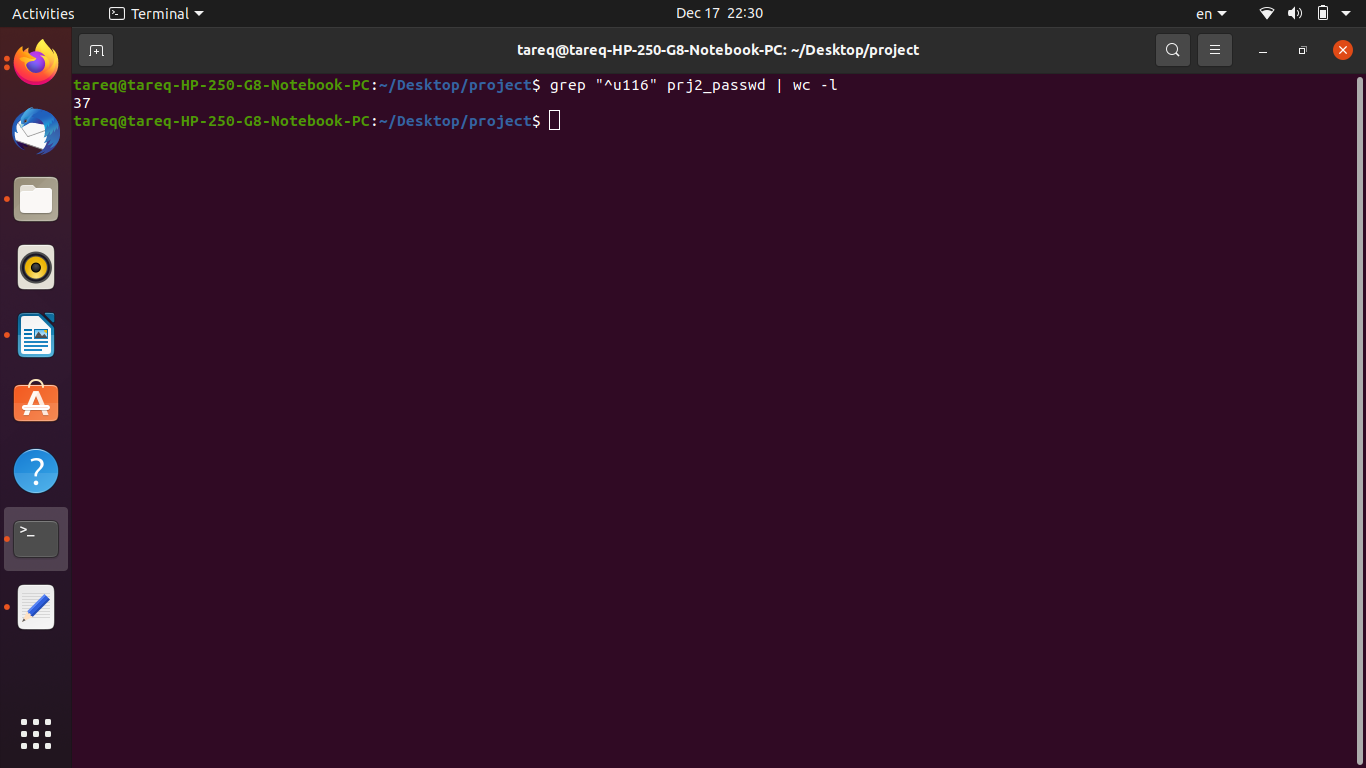 Activities
Terminal
Dec 17 22:30
en
tareq@tareq-HP-250-G8-Notebook-PC: ~/Desktop/project
tareq@tareq-HP-250-G8-Notebook-PC:~/Desktop/project$ grep "^u116" prj2_passwd | wc -l
37
tareq@tareq-HP-250-G8-Notebook-PC:~/Desktop/project$